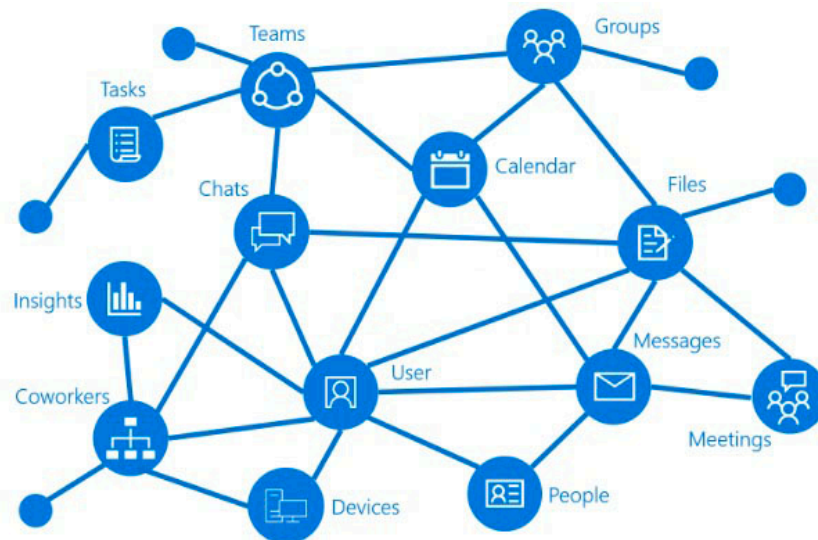 Teams
Groups
Tasks
Calendar
Chats
Files
Insights
Messages
User
Coworkers
Meetings
Devices
People